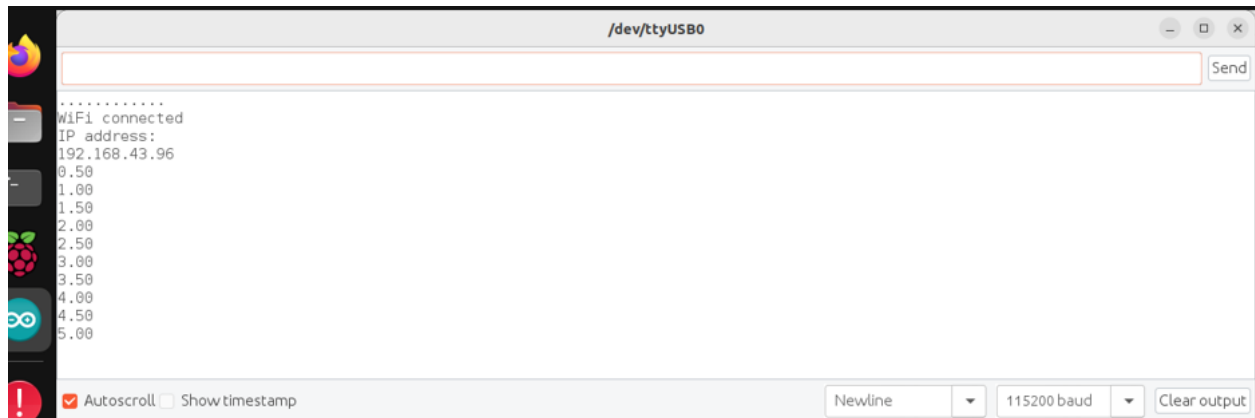 /dev/ttyUSB0
Send
............
WiFi connected
IP address:
192.168.43.96
0.50
1.00
1.50
2.00
2.50
3.00
3.50
4.00
4.50
5.00
Autoscroll Show timestamp Newline 115200 baud Clear output